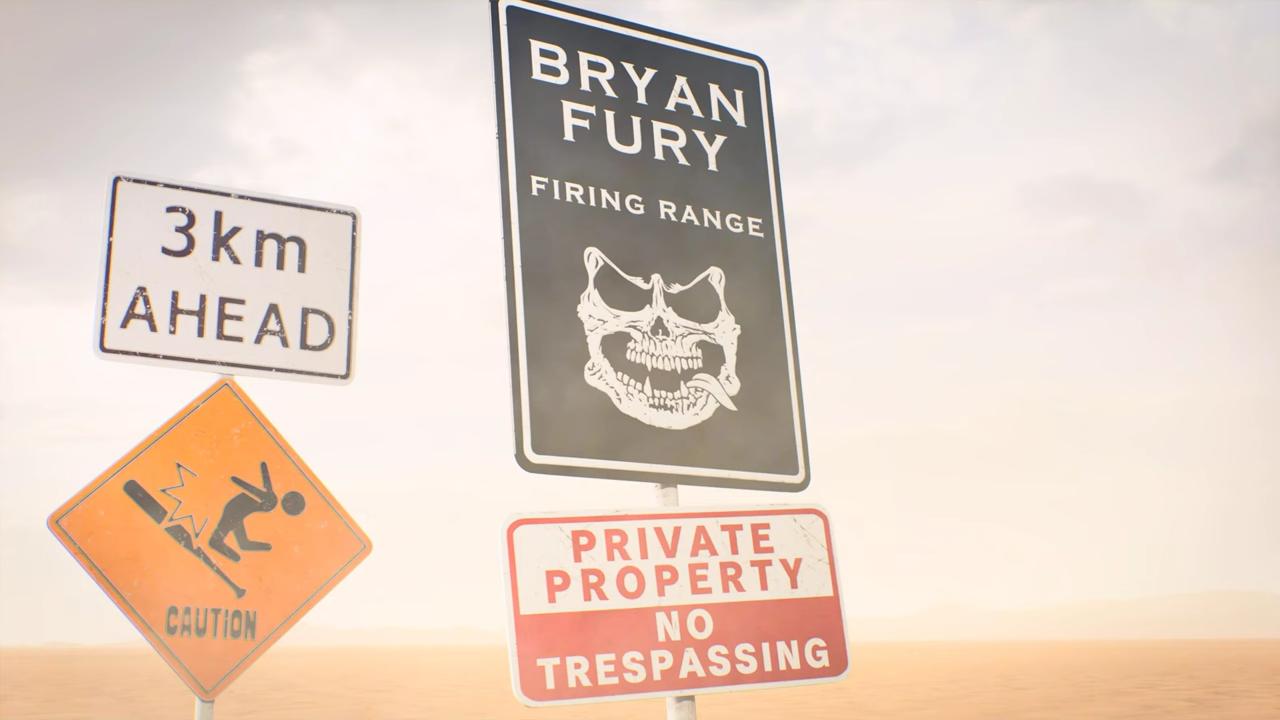 3km
AHEAD
CAUTiON
BRYAN
FURY
FIRING RANGE
PRIVATE
PROPERTY
NO
TRESPASSING